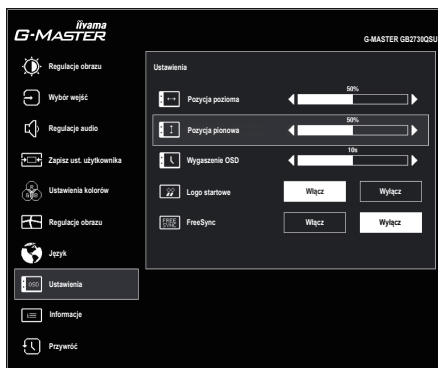 iiyama
G-MASTER
G-MASTER GB2730QSU
Regulacje obrazu
Wybór wejść
Regulacje audio
Zapisz ust. użytkownika
Ustawienia kolorów
R
G B
Regulacje obrazu
Język
OSD Ustawienia
Informacje
Przywróć
Ustawienia
Pozycja pozioma
50%
Pozycja pionowa
50%
Wygaszenie OSD
10s
Logo startowe
Włącz
Wyłącz
FREE
SYNC
FreeSync
Włącz
Wyłącz